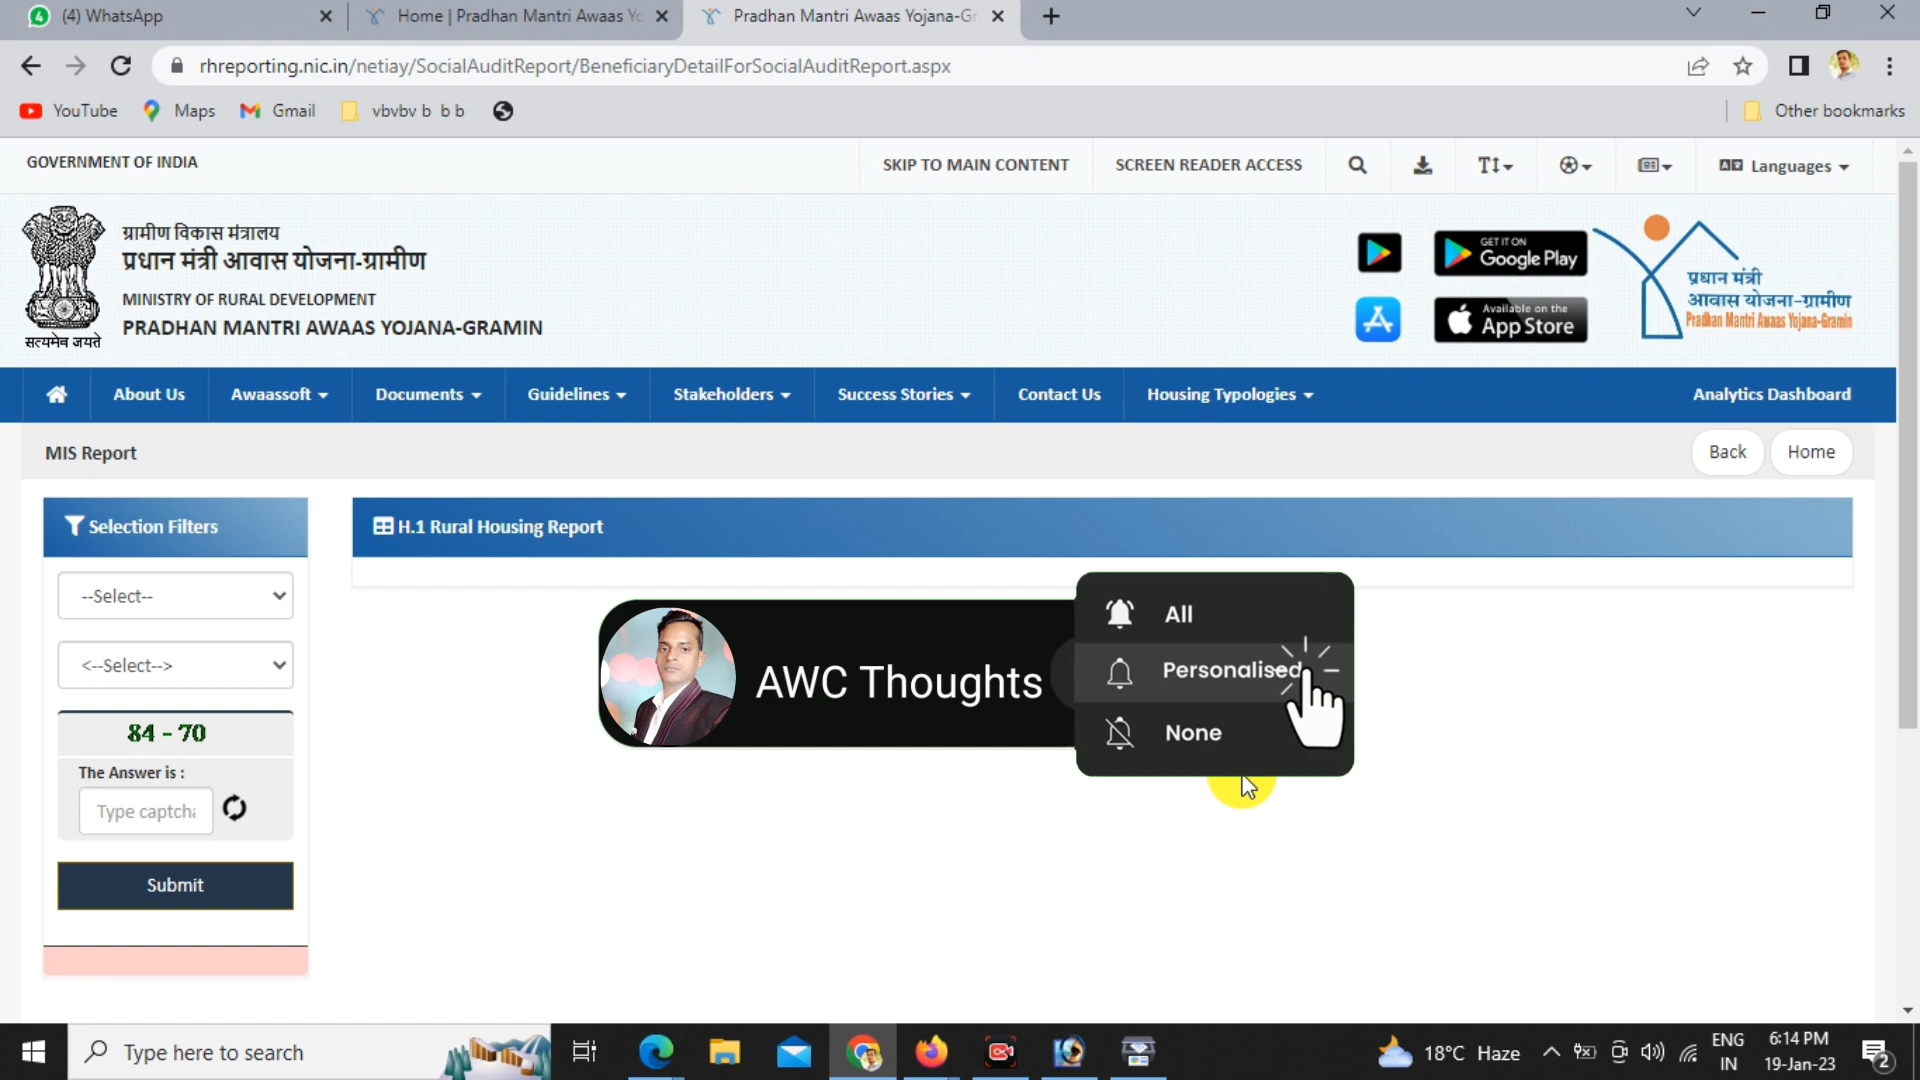 (4) WhatsApp
Home | Pradhan Mantri Awaas Yo
Pradhan Mantri Awaas Yojana-Gr
rhreporting.nic.in/netiay/SocialAuditReport/BeneficiaryDetailForSocialAuditReport.aspx
YouTube
Maps
Gmail
vbvbv b b b
Other bookmarks
GOVERNMENT OF INDIA
SKIP TO MAIN CONTENT
SCREEN READER ACCESS
Languages
ग्रामीण विकास मंत्रालय
प्रधान मंत्री आवास योजना-ग्रामीण
MINISTRY OF RURAL DEVELOPMENT
PRADHAN MANTRI AWAAS YOJANA-GRAMIN
सत्यमेव जयते
GET IT ON
Google Play
Available on the
App Store
प्रधान मंत्री
आवास योजना-ग्रामीण
Pradhan Mantri Awaas Yojana-Gramin
About Us
Awaassoft
Documents
Guidelines
Stakeholders
Success Stories
Contact Us
Housing Typologies
Analytics Dashboard
MIS Report
Back
Home
Selection Filters
H.1 Rural Housing Report
--Select--
<--Select-->
84 - 70
The Answer is :
Type captcha
Submit
AWC Thoughts
All
Personalised
None
Type here to search
18°C Haze
ENG
IN
6:14 PM
19-Jan-23
2